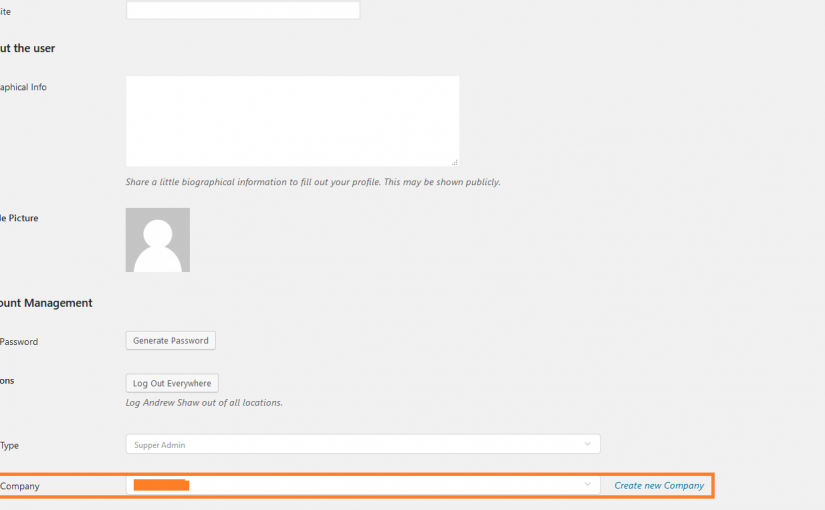 ite
ut the user
aphical Info
Share a little biographical information to fill out your profile. This may be shown publicly.
le Picture
ount Management
Password
Generate Password
ons
Log Out Everywhere
Log Andrew Shaw out of all locations.
Type
Supper Admin
Company
Create new Company